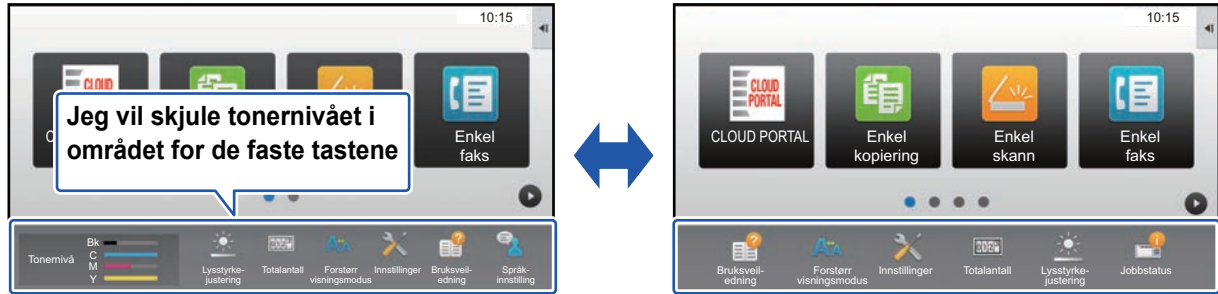 10:15
CLOUD
Jeg vil skjule tonernivået i
området for de faste tastene
Enkel
faks
Tonernivå
Bk
C
M
Y
Lysstyrke-
justering
Totalantall
Forstørr
visningsmodus
Innstillinger
Bruksveil-
edning
Språk-
innstilling
10:15
CLOUD
PORTAL
CLOUD PORTAL
Enkel
kopiering
Enkel
skann
Enkel
faks
Bruksveil-
edning
Forstørr
visningsmodus
Innstillinger
Totalantall
Lysstyrke-
justering
Jobbstatus